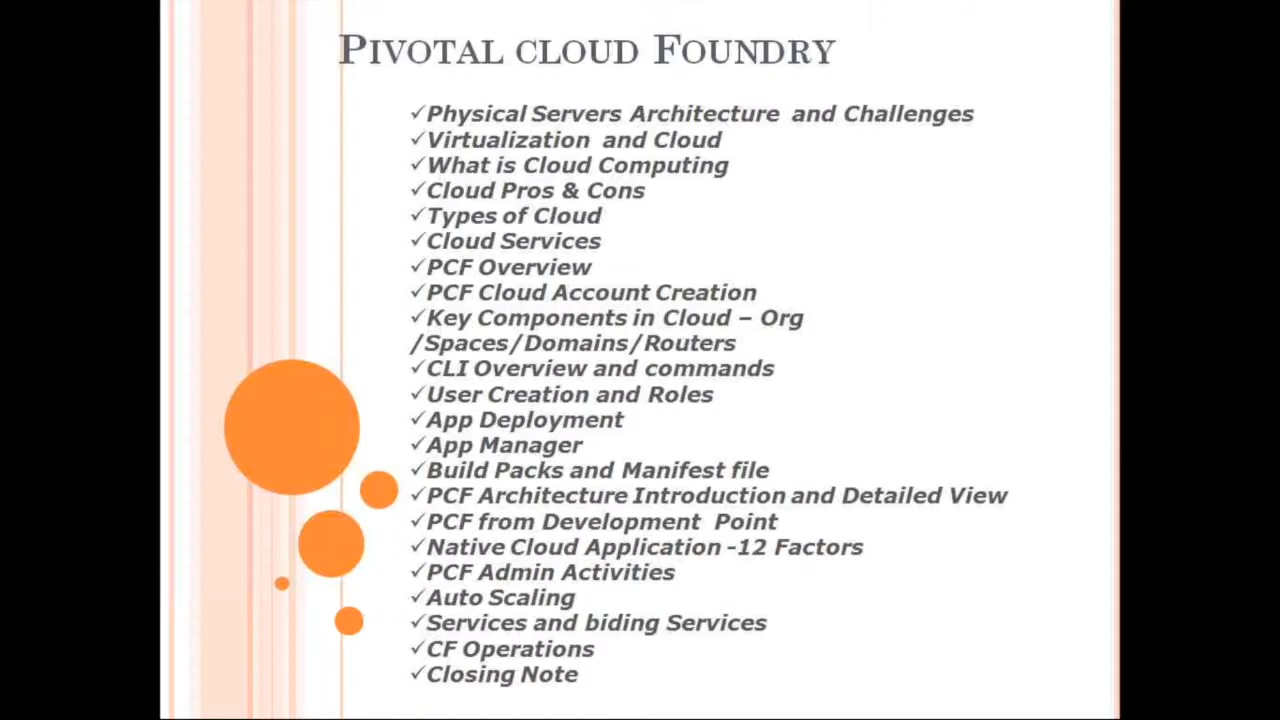 PIVOTAL CLOUD FOUNDRY
✓Physical Servers Architecture and Challenges
✓Virtualization and Cloud
✓What is Cloud Computing
✓Cloud Pros & Cons
✓Types of Cloud
✓Cloud Services
✓PCF Overview
✓PCF Cloud Account Creation
✓Key Components in Cloud – Org
/Spaces/Domains/Routers
✓CLI Overview and commands
✓User Creation and Roles
✓App Deployment
✓App Manager
✓Build Packs and Manifest file
✓PCF Architecture Introduction and Detailed View
✓PCF from Development Point
✓Native Cloud Application -12 Factors
✓PCF Admin Activities
✓Auto Scaling
✓Services and biding Services
✓CF Operations
✓Closing Note